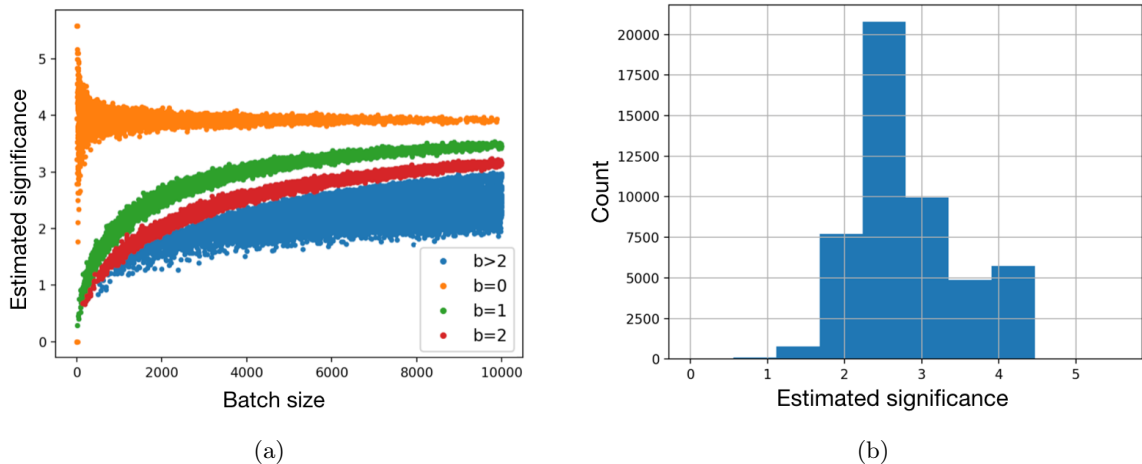 5
4
3
2
1
0
Estimated significance
0
2000
4000
6000
8000
10000
Batch size
b>2
b=0
b=1
b=2
(a)
20000
17500
15000
12500
10000
7500
5000
2500
0
Count
0
1
2
3
4
5
Estimated significance
(b)